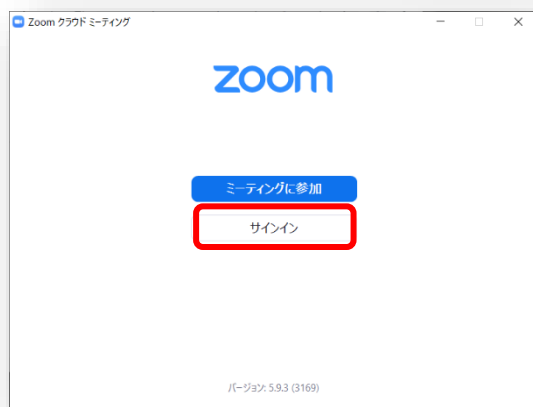 Zoom クラウド ミーティング
zoom
ミーティングに参加
サインイン
バージョン: 5.9.3 (3169)